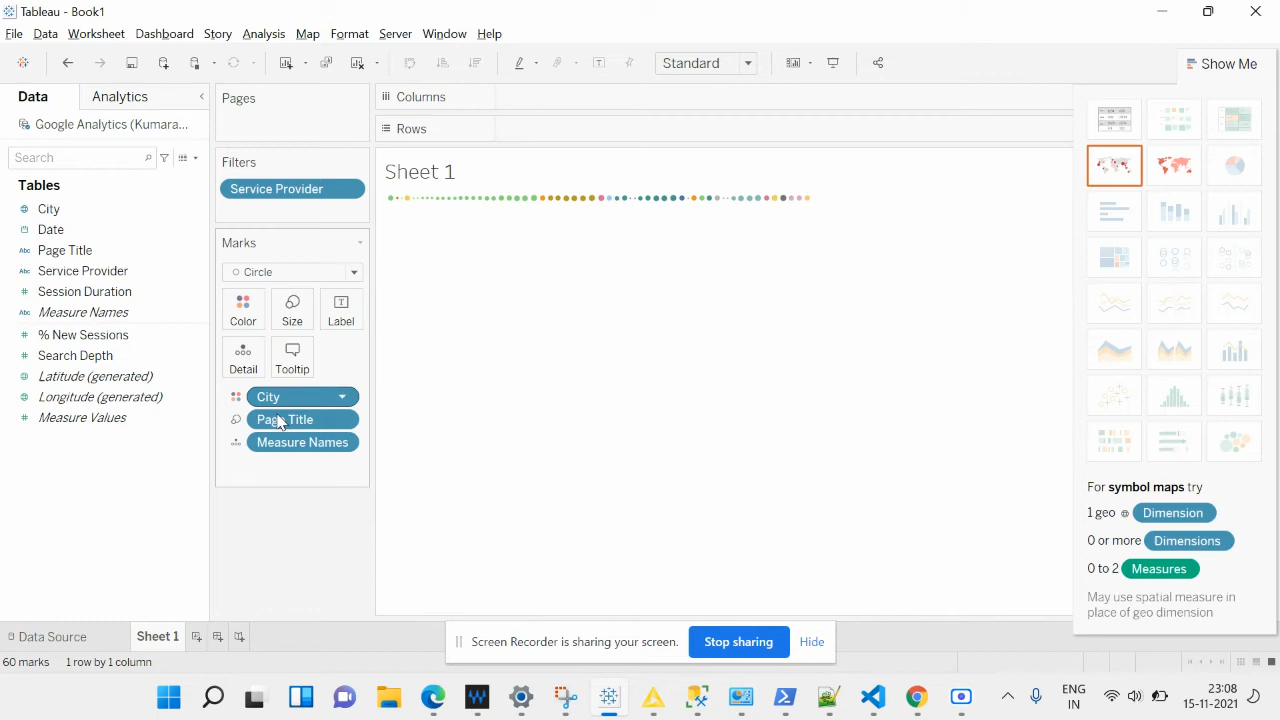 Tableau - Book1
File Data Worksheet Dashboard Story Analysis Map Format Server Window Help
Standard
Show Me
Data Analytics
Pages
Columns
Google Analytics (Kumara...
Rows
Search
Filters
Sheet 1
Tables
Service Provider
City
Date
Page Title
Marks
Service Provider
Circle
Session Duration
Measure Names
Color Size Label
% New Sessions
Search Depth
Detail Tooltip
Latitude (generated)
Longitude (generated)
City
Measure Values
Page Title
Measure Names
For symbol maps try
1 geo Dimension
0 or more Dimensions
0 to 2 Measures
May use spatial measure in
place of geo dimension
Data Source Sheet 1
Screen Recorder is sharing your screen. Stop sharing Hide
60 marks 1 row by 1 column
ENG
IN
23:08
15-11-2021